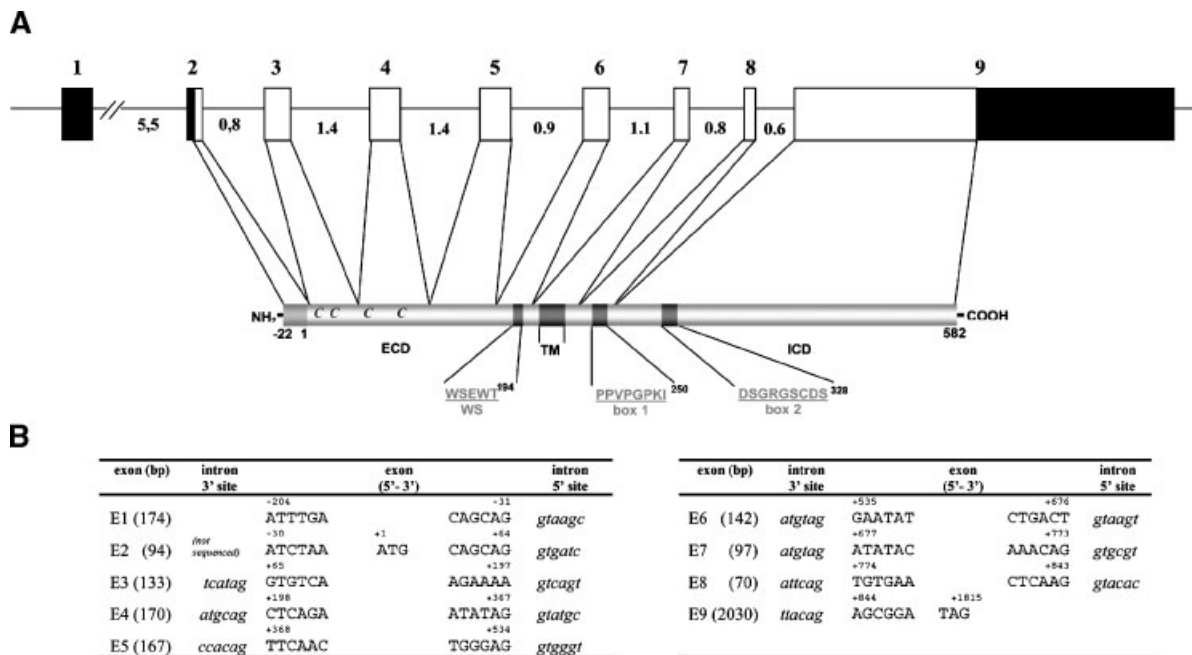 A
1 2 3 4 5 6 7 8 9
5,5 0,8 1.4 1.4 0.9 1.1 0.8 0.6
C C C C
NH2 COOH
-22 1 ECD TM ICD 582
WSEWT194 PPVPGPKI 250 DSGRGSCDS 328
WS box 1 box 2
B
exon (bp) intron 3' site exon (5'- 3') intron 5' site
-204 -31
E1 (174) ATTTGA CAGCAG gtaagc
-30 +1 +64
E2 (94) (not sequenced) ATCTAA ATG CAGCAG gtgatc
+65 +197
E3 (133) tcatag GTGTCA AGAAAA gtcagt
+198 +367
E4 (170) atgcag CTCAGA ATATAG gtatgc
+368 +534
E5 (167) ccacag TTCAAC TGGGAG gtgggt
exon (bp) intron 3' site exon (5'- 3') intron 5' site
+535 +676
E6 (142) atgtag GAATAT CTGACT gtaagt
+677 +773
E7 (97) atgtag ATATAC AAACAG gtgcgt
+774 +843
E8 (70) attcag TGTGAA CTCAAG gtacac
+844 +1815
E9 (2030) ttacag AGCGGA TAG